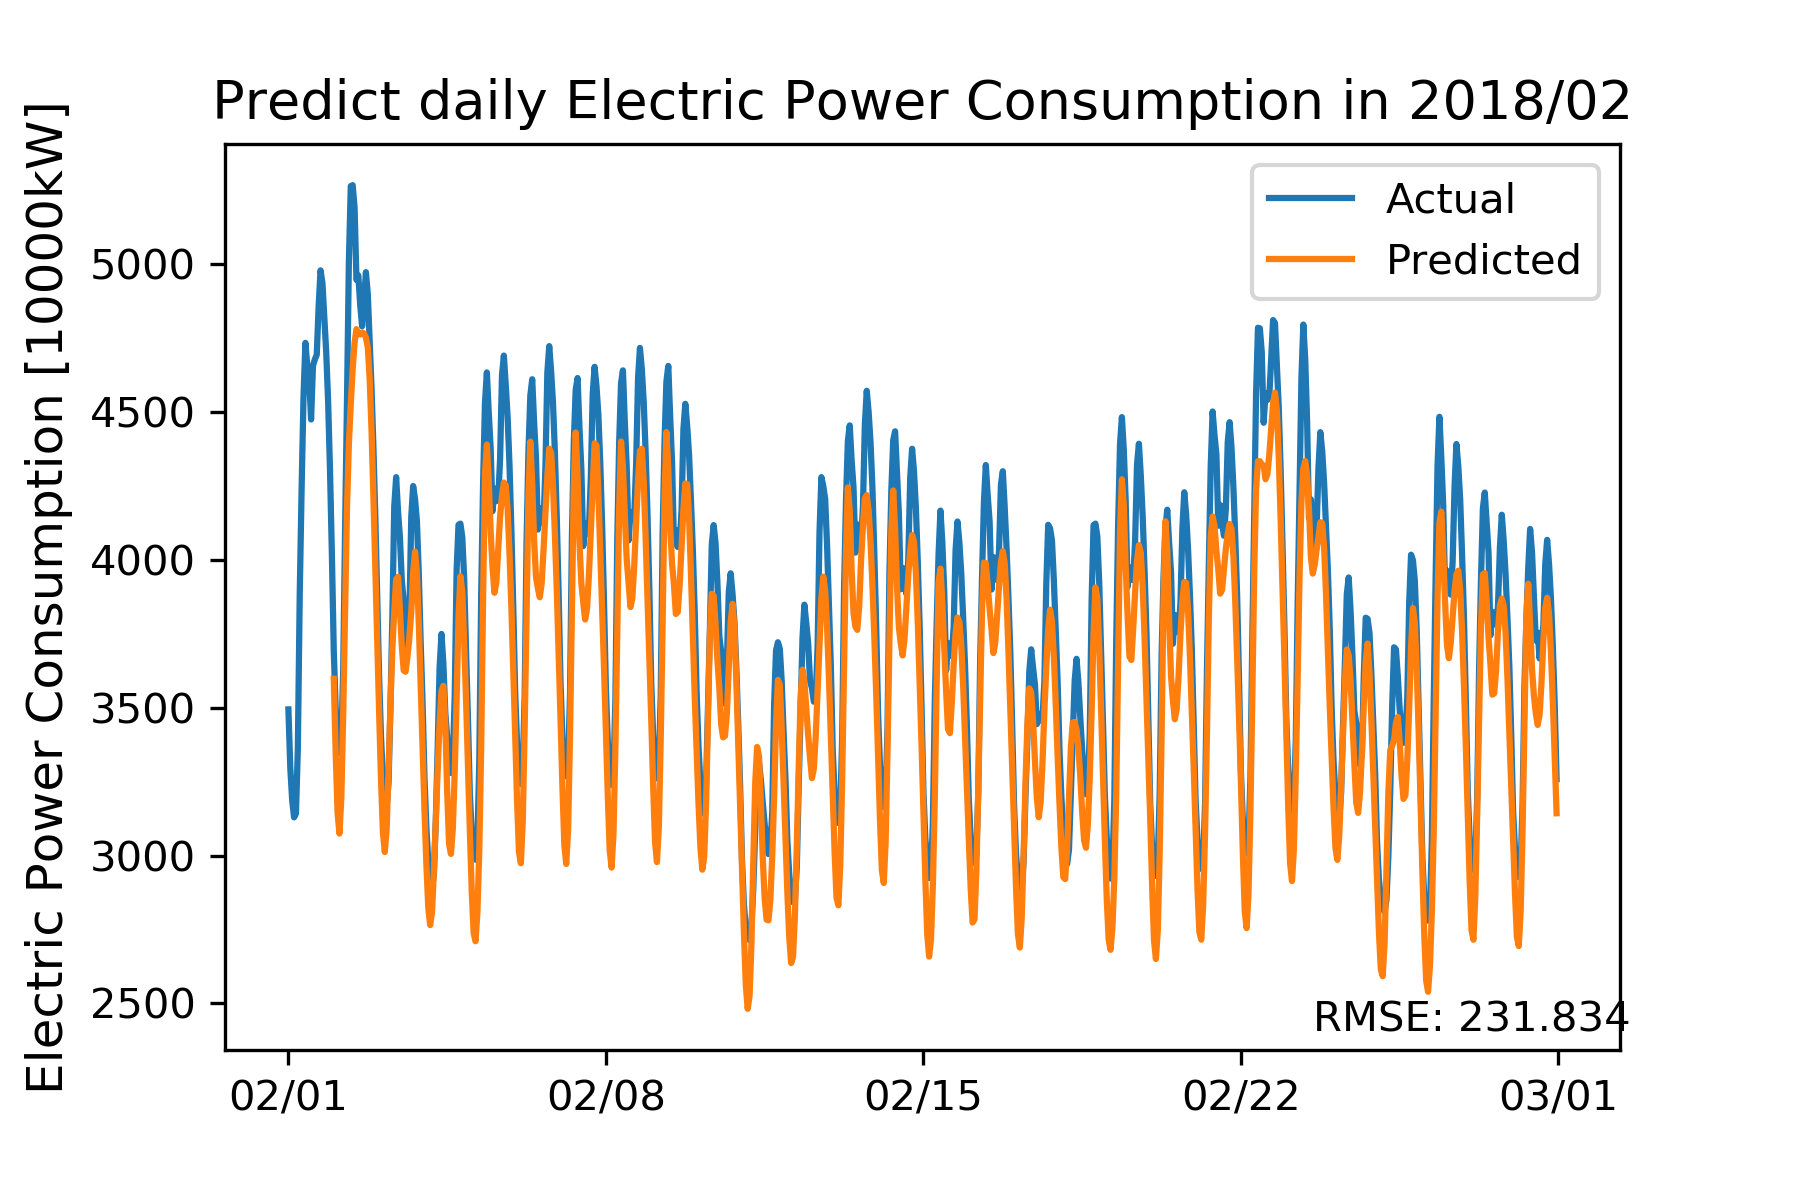 Predict daily Electric Power Consumption in 2018/02
Electric Power Consumption [10000kW]
Actual
Predicted
5000
4500
4000
3500
3000
2500
RMSE: 231.834
02/01 02/08 02/15 02/22 03/01